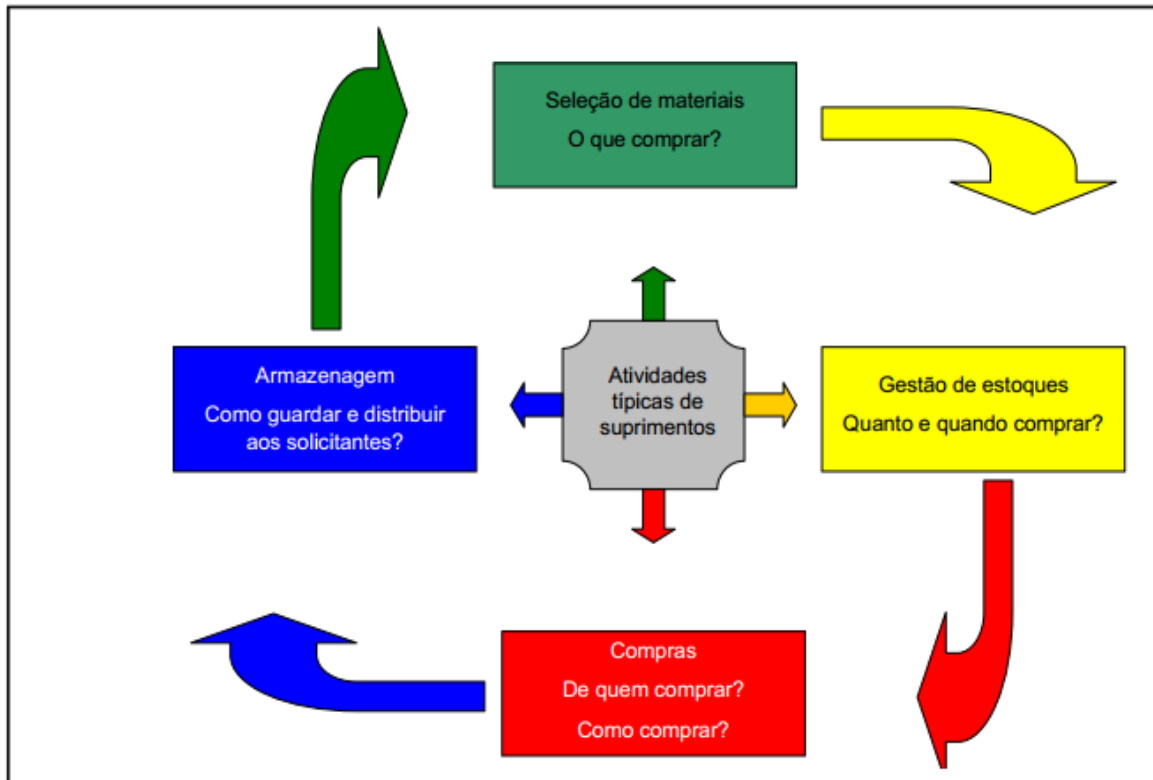 Seleção de materiais
O que comprar?
Armazenagem
Como guardar e distribuir
aos solicitantes?
Atividades
típicas de
suprimentos
Gestão de estoques
Quanto e quando comprar?
Compras
De quem comprar?
Como comprar?